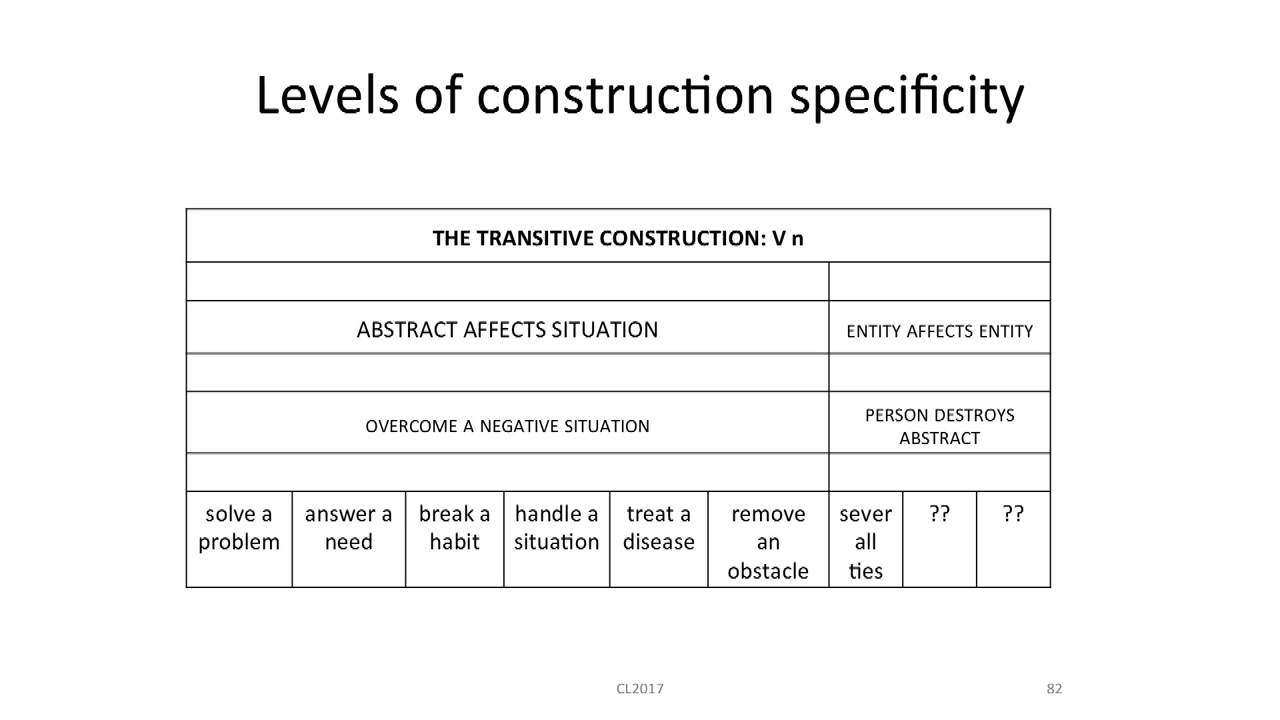 Levels of construction specificity
THE TRANSITIVE CONSTRUCTION: V n
ABSTRACT AFFECTS SITUATION
ENTITY AFFECTS ENTITY
OVERCOME A NEGATIVE SITUATION
PERSON DESTROYS
ABSTRACT
solve a
problem
answer a
need
break a
habit
handle a
situation
treat a
disease
remove
an
obstacle
sever
all
ties
??
??
CL2017
82